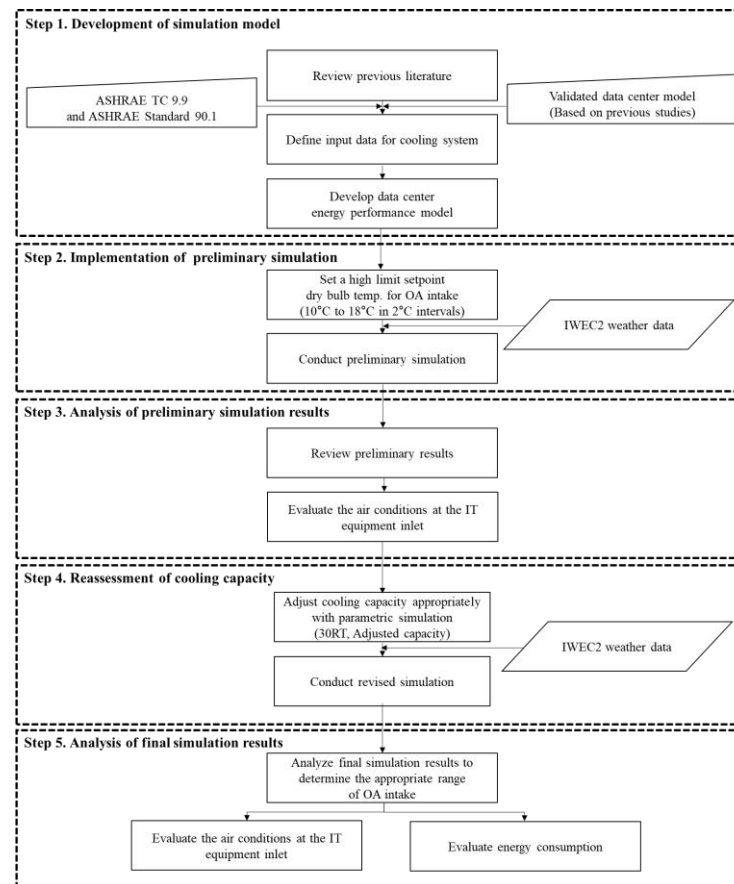 Step 1. Development of simulation model
Review previous literature
ASHRAE TC 9.9
and ASHRAE Standard 90.1
Validated data center model
(Based on previous studies)
Define input data for cooling system
Develop data center
energy performance model
Step 2. Implementation of preliminary simulation
Set a high limit setpoint
dry bulb temp. for OA intake
(10°C to 18°C in 2°C intervals)
IWEC2 weather data
Conduct preliminary simulation
Step 3. Analysis of preliminary simulation results
Review preliminary results
Evaluate the air conditions at the IT
equipment inlet
Step 4. Reassessment of cooling capacity
Adjust cooling capacity appropriately
with parametric simulation
(30RT, Adjusted capacity)
IWEC2 weather data
Conduct revised simulation
Step 5. Analysis of final simulation results
Analyze final simulation results to
determine the appropriate range
of OA intake
Evaluate the air conditions at the IT
equipment inlet
Evaluate energy consumption